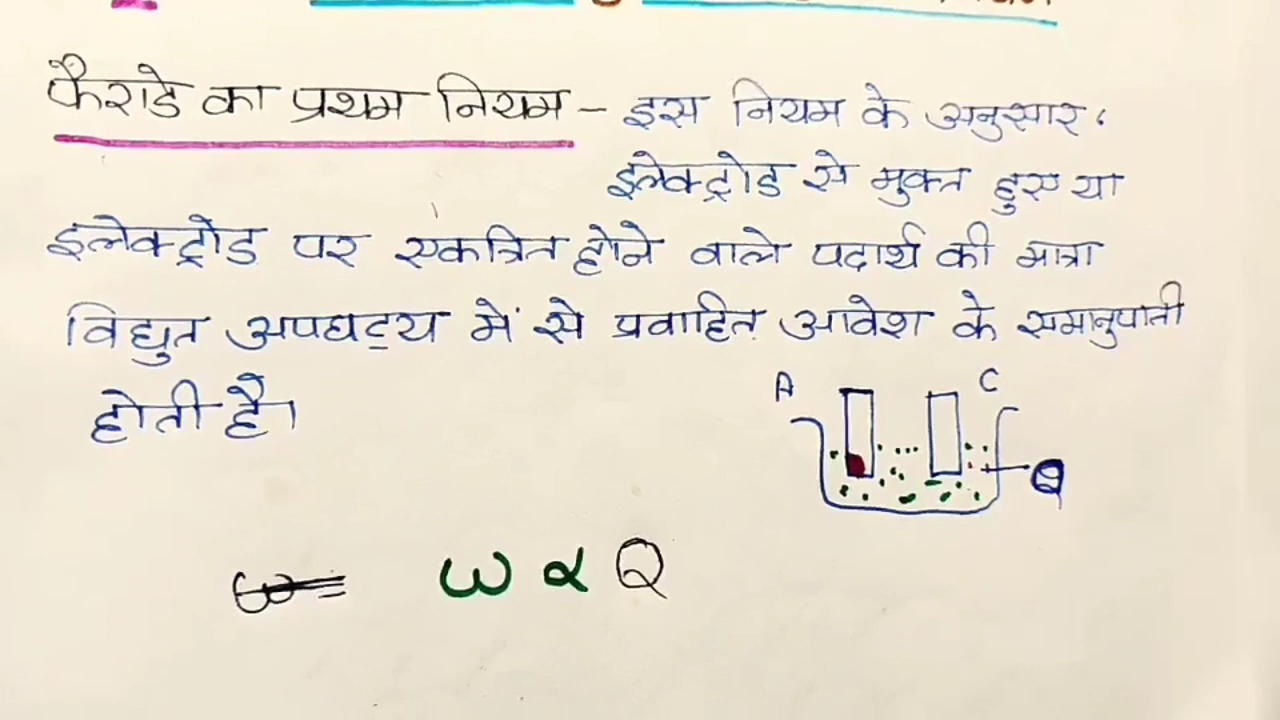 फैराडे का प्रथम नियम - इस नियम के अनुसार,
इलेक्ट्रोड से मुक्त हुए या
इलेक्ट्रोड पर एकत्रित होने वाले पदार्थ की मात्रा
विद्युत अपघट्य में से प्रवाहित आवेश के समानुपाती
होती है।
A C
Q
W ∝ Q